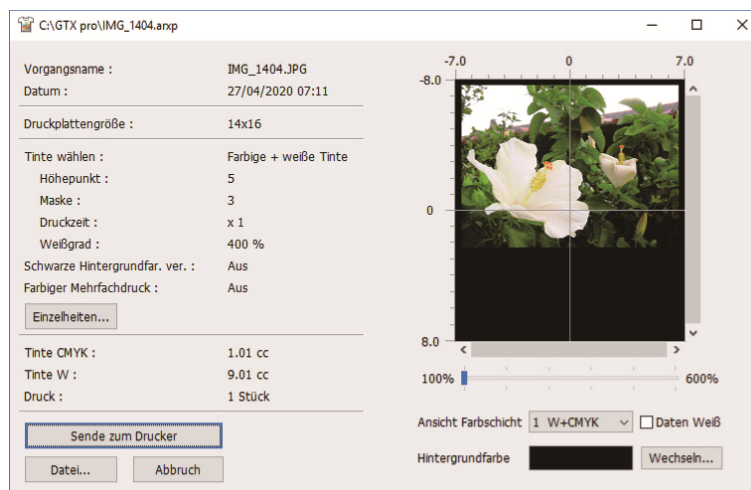 C:\GTX pro\IMG_1404.arxp
Vorgangsname : IMG_1404.JPG
Datum : 27/04/2020 07:11
Druckplattengröße : 14x16
Tinte wählen : Farbige + weiße Tinte
Höhepunkt : 5
Maske : 3
Druckzeit : x 1
Weißgrad : 400 %
Schwarze Hintergrundfar. ver. : Aus
Farbiger Mehrfachdruck : Aus
Einzelheiten...
Tinte CMYK : 1.01 cc
Tinte W : 9.01 cc
Druck : 1 Stück
Sende zum Drucker
Datei... Abbruch
-7.0 0 7.0
-8.0
0
8.0
100% 600%
Ansicht Farbschicht 1 W+CMYK Daten Weiß
Hintergrundfarbe Wechseln...